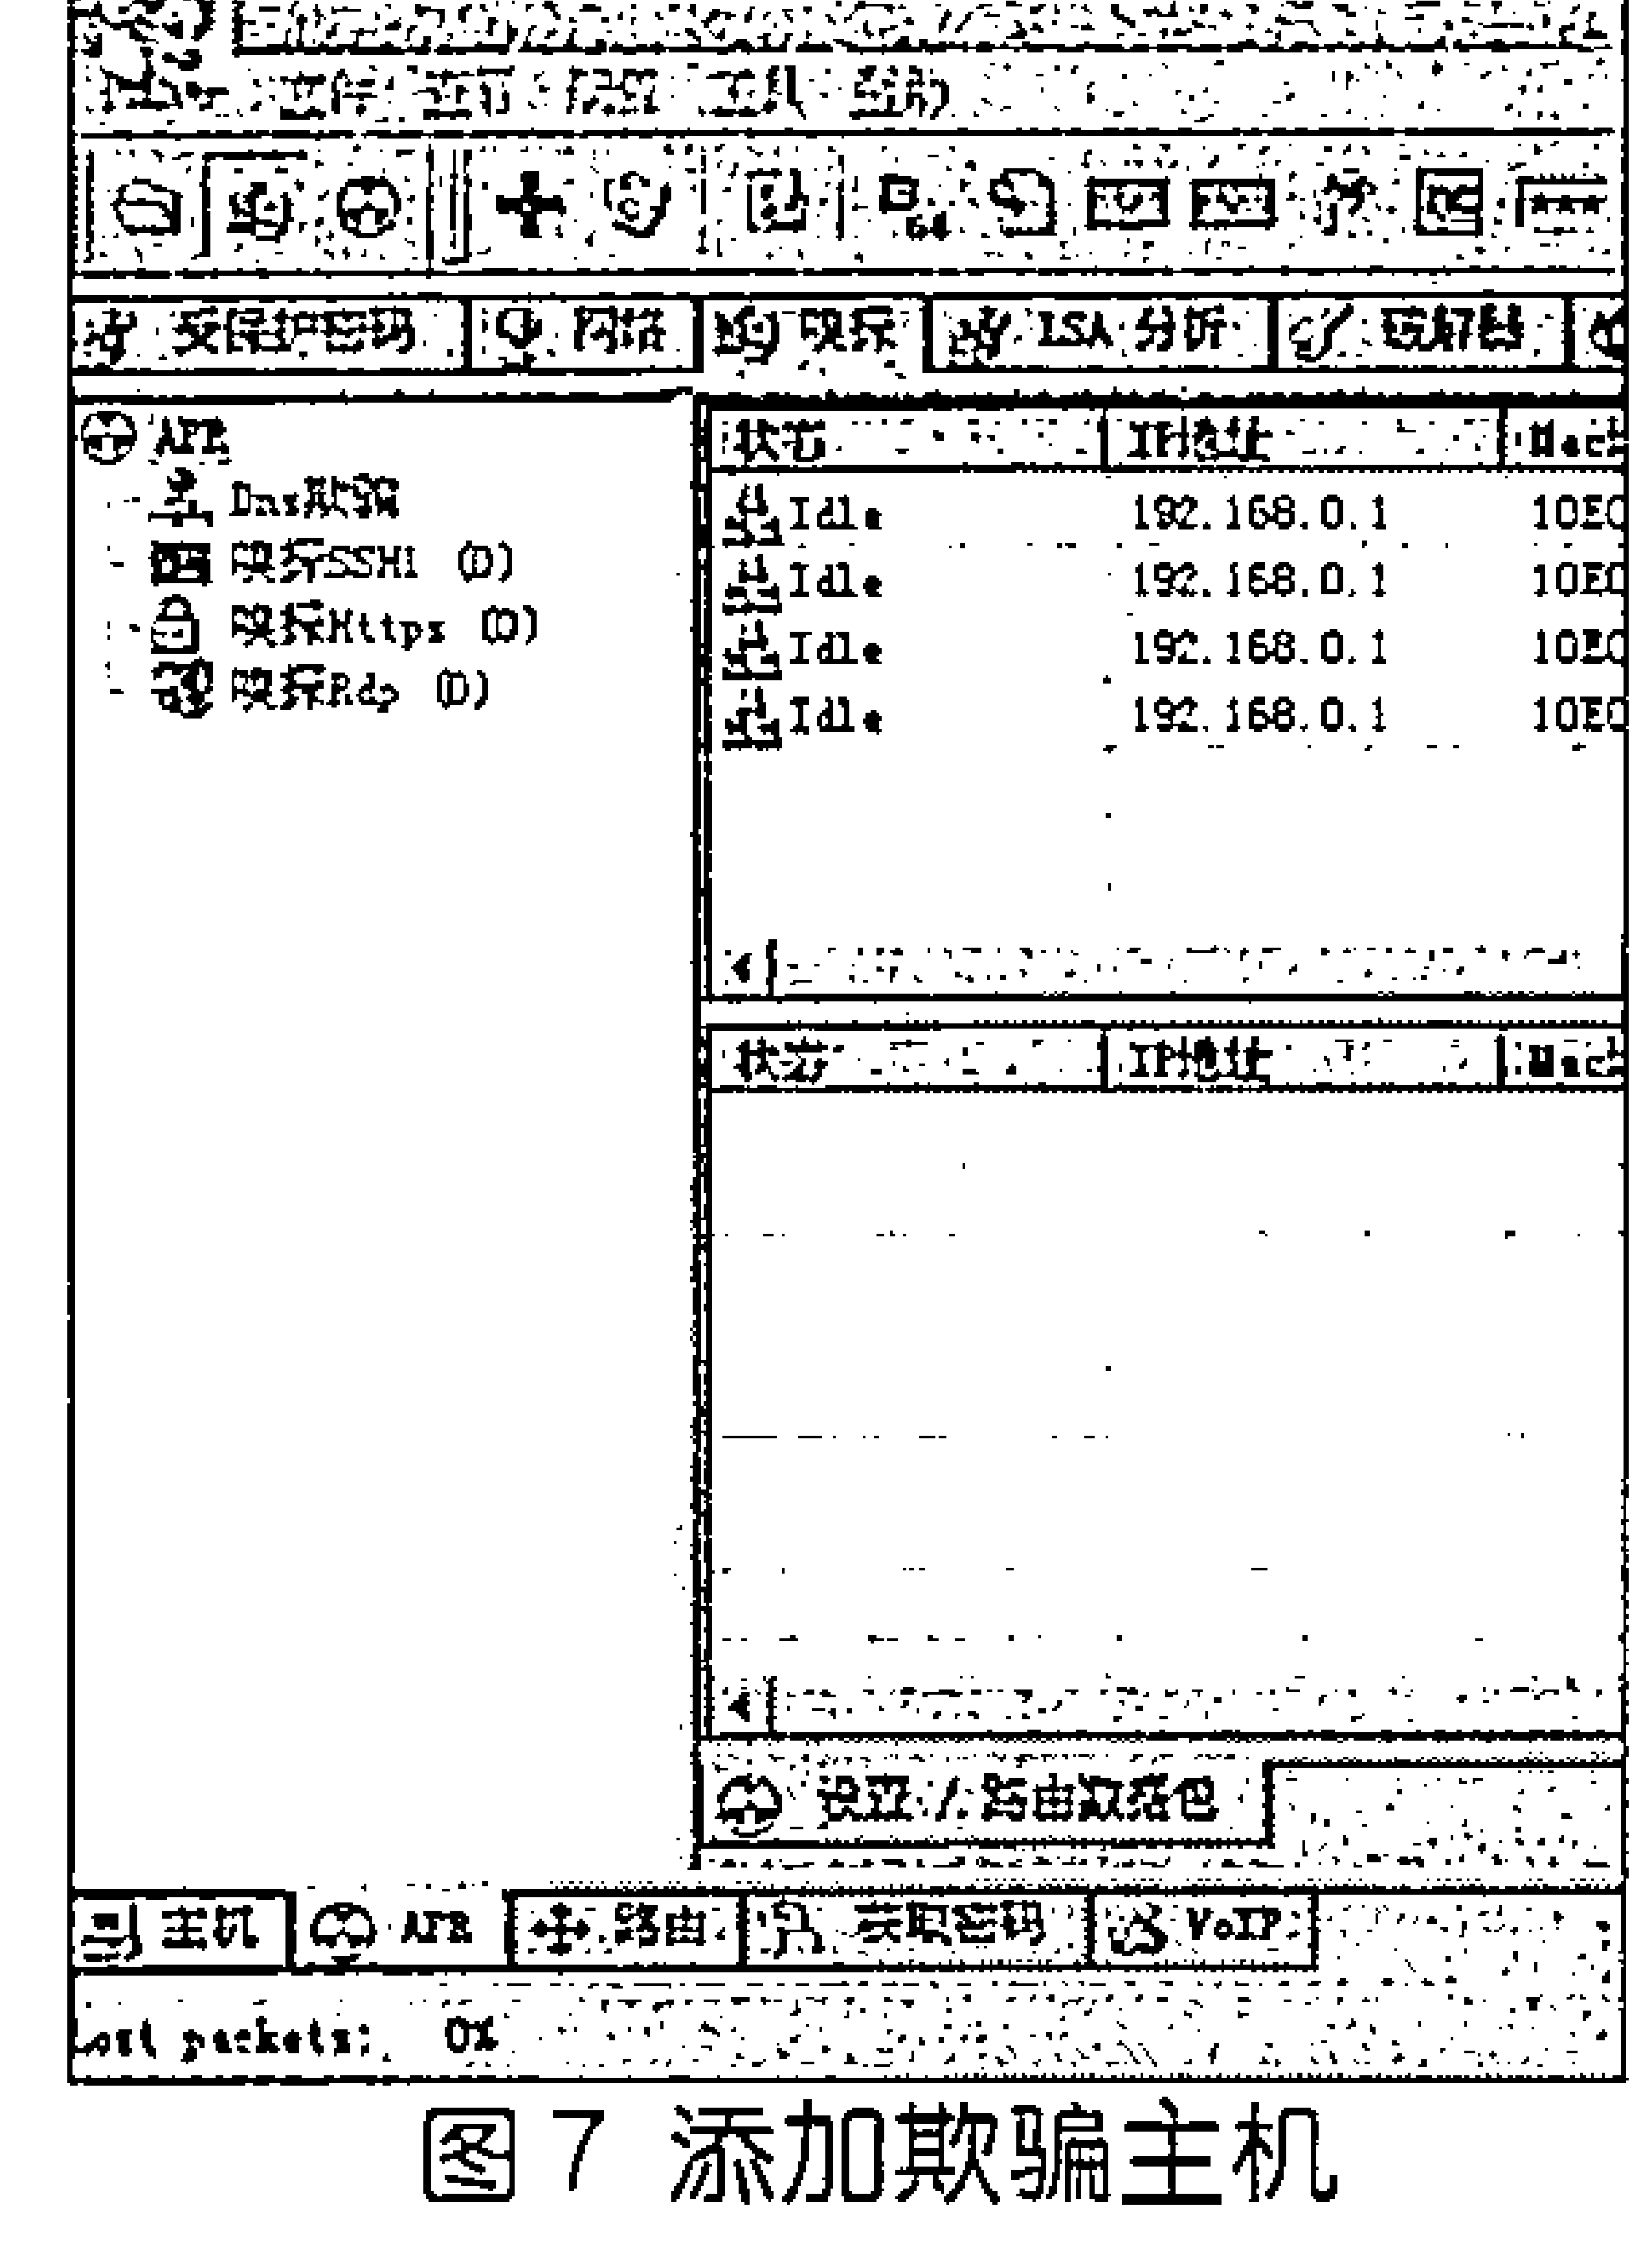 文件 查看 配置 工具 帮助
受保护密码 网络 嗅探 LSA 分析 破解器
APR
Dns欺骗
嗅探SSH1 (0)
嗅探Https (0)
嗅探Rdp (0)
状态 IP地址
Idle 192.168.0.1
Idle 192.168.0.1
Idle 192.168.0.1
Idle 192.168.0.1
状态 IP地址
设置 / 路由数据包
主机 APR 路由 获取密码 VoIP
Lost packets: 0%
图 7 添加欺骗主机